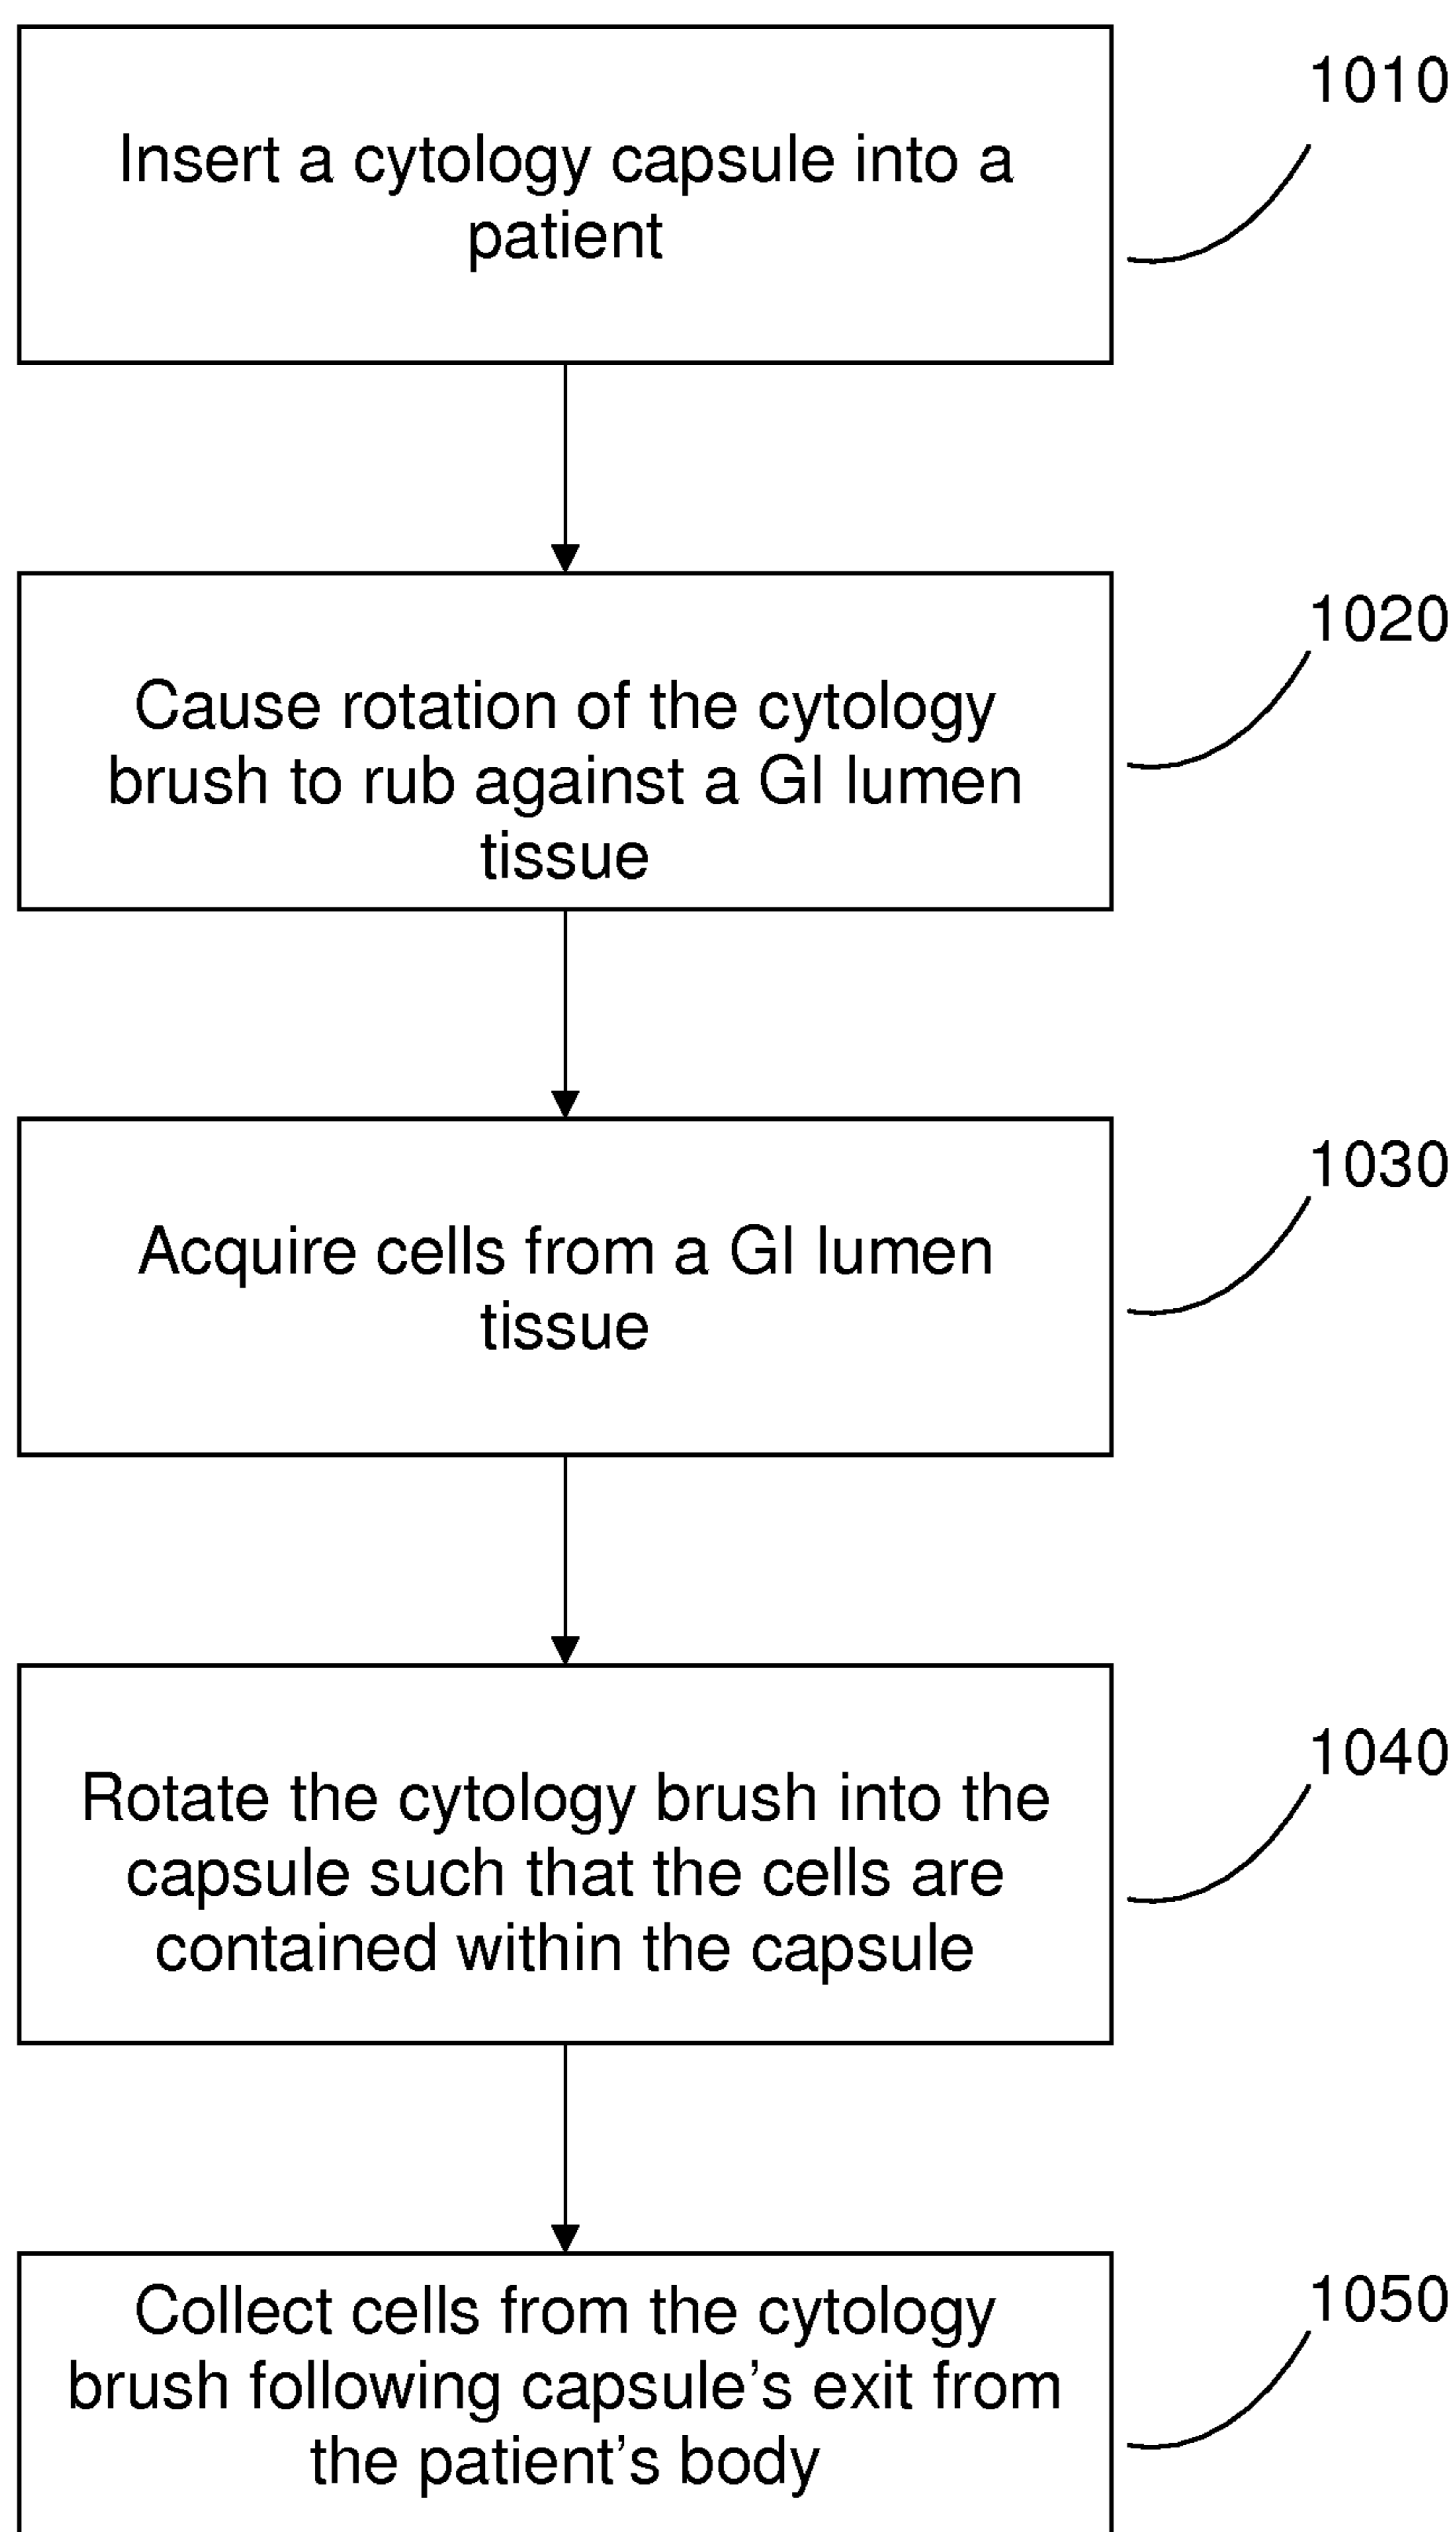 1010
Insert a cytology capsule into a
patient
1020
Cause rotation of the cytology
brush to rub against a GI lumen
tissue
1030
Acquire cells from a GI lumen
tissue
1040
Rotate the cytology brush into the
capsule such that the cells are
contained within the capsule
1050
Collect cells from the cytology
brush following capsule's exit from
the patient's body